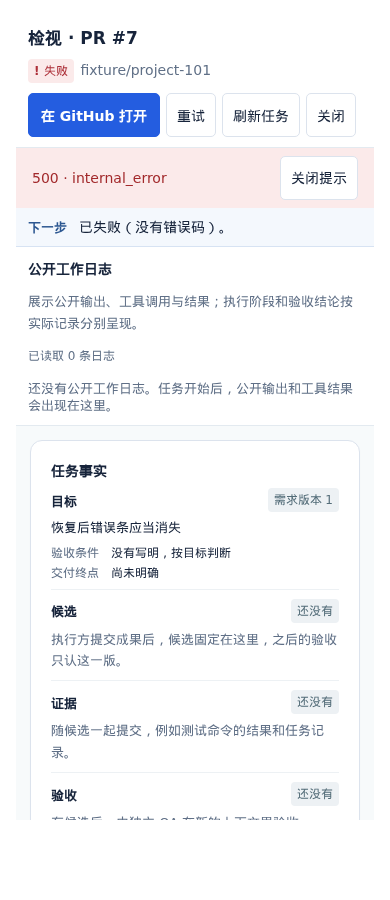 检视 · PR #7
! 失败 fixture/project-101
在 GitHub 打开 重试 刷新任务 关闭
500 · internal_error 关闭提示
下一步 已失败（没有错误码）。
公开工作日志
展示公开输出、工具调用与结果；执行阶段和验收结论按
实际记录分别呈现。
已读取 0 条日志
还没有公开工作日志。任务开始后，公开输出和工具结果
会出现在这里。
任务事实
目标 需求版本 1
恢复后错误条应当消失
验收条件 没有写明，按目标判断
交付终点 尚未明确
候选 还没有
执行方提交成果后，候选固定在这里，之后的验收
只认这一版。
证据 还没有
随候选一起提交，例如测试命令的结果和任务记
录。
验收 还没有